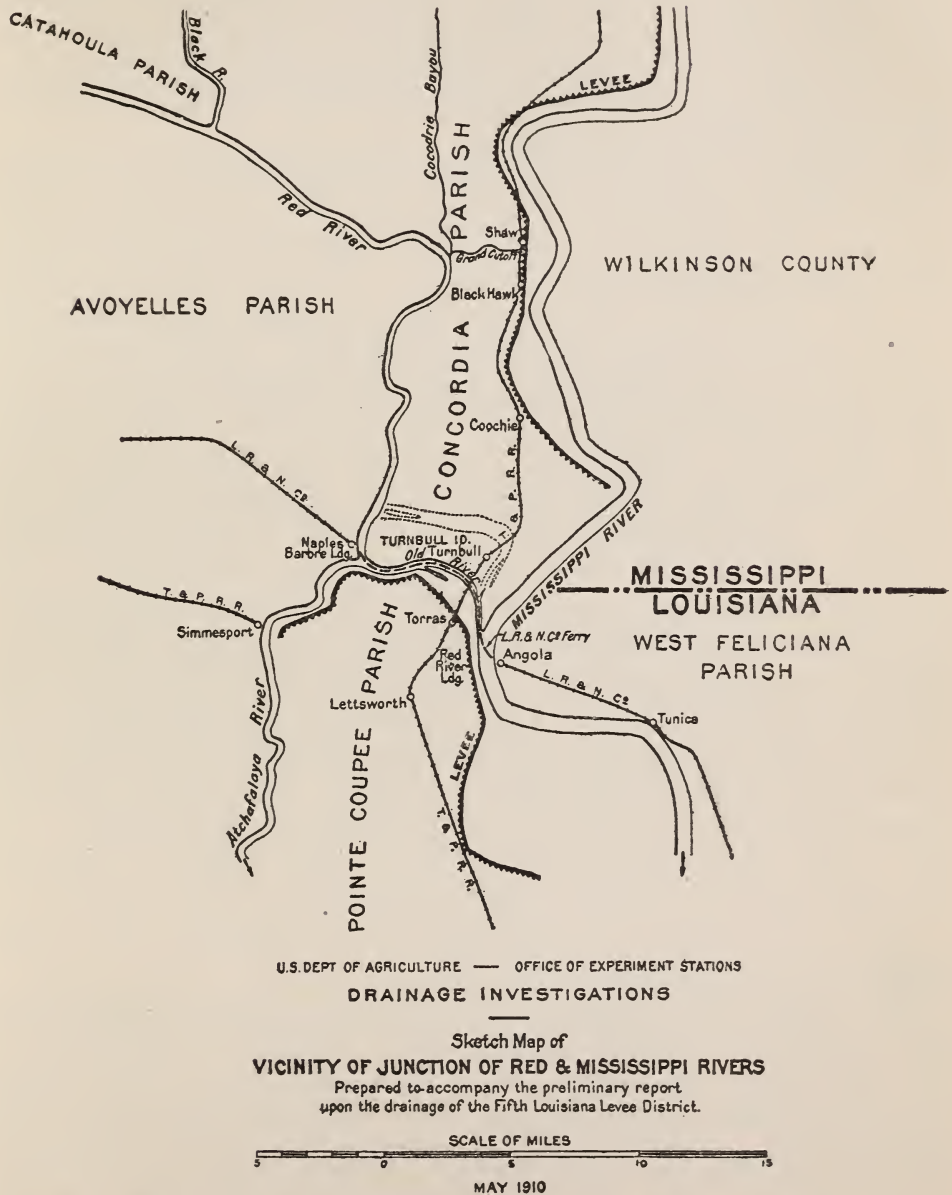 CATAHOULA PARISH
Black R.
Cocodrie Bayou
LEVEE
Red River
Shaw
Grand Cutoff
Black Hawk
WILKINSON COUNTY
AVOYELLES PARISH
CONCORDIA PARISH
Coochie
L. R. & N. Co.
T. & P. R. R.
Naples
Barbre Ldg.
TURNBULL ID.
Old River
Turnbull
MISSISSIPPI RIVER
MISSISSIPPI
LOUISIANA
T. & P. R. R.
Simmesport
Torras
L.R.& N.Co Ferry
Angola
WEST FELICIANA
PARISH
Red
River
Ldg.
L. R. & N. Co.
Lettsworth
Tunica
Atchafalaya River
POINTE COUPEE PARISH
LEVEE
T. & P. R. R.
U.S. DEPT OF AGRICULTURE — OFFICE OF EXPERIMENT STATIONS
DRAINAGE INVESTIGATIONS
Sketch Map of
VICINITY OF JUNCTION OF RED & MISSISSIPPI RIVERS
Prepared to accompany the preliminary report
upon the drainage of the Fifth Louisiana Levee District.
SCALE OF MILES
5 0 5 10 15
MAY 1910